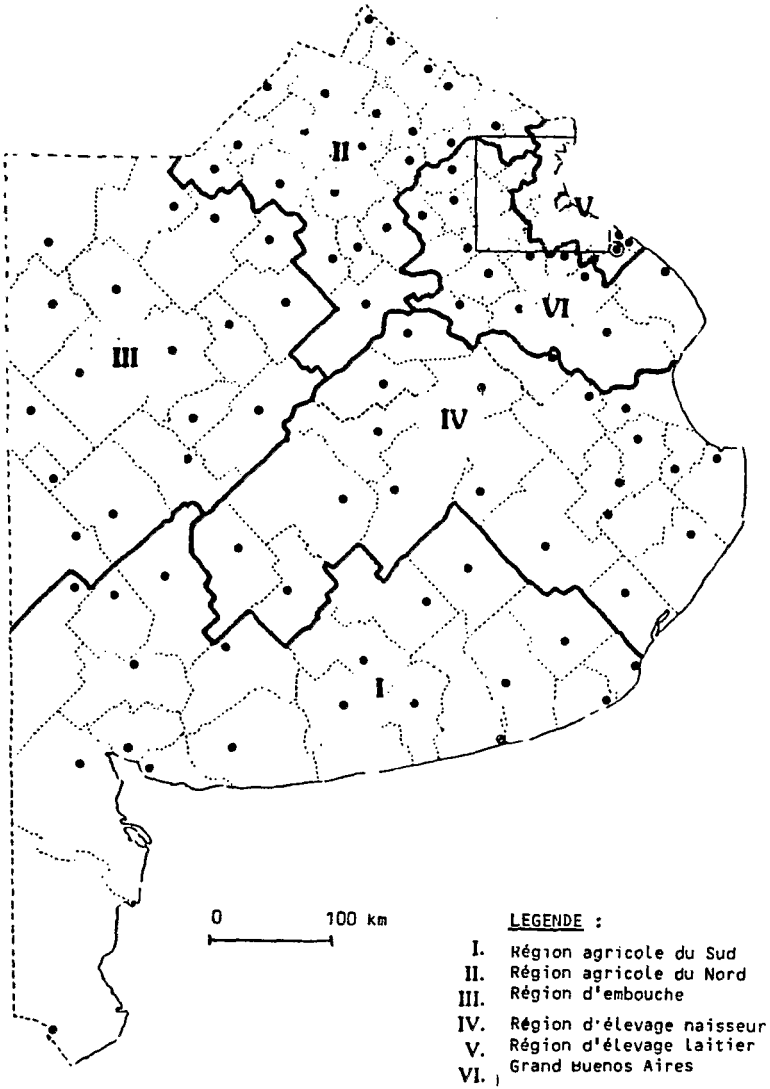 II
V
VI
III
IV
I
0 100 km
LEGENDE :
I. Région agricole du Sud
II. Région agricole du Nord
III. Région d'embouche
IV. Région d'élevage naisseur
V. Région d'élevage laitier
VI. Grand Buenos Aires